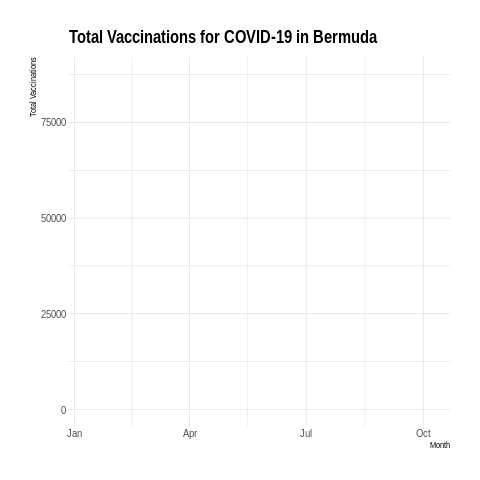 Total Vaccinations for COVID-19 in Bermuda
Total Vaccinations
75000
50000
25000
0
Jan Apr Jul Oct
Month